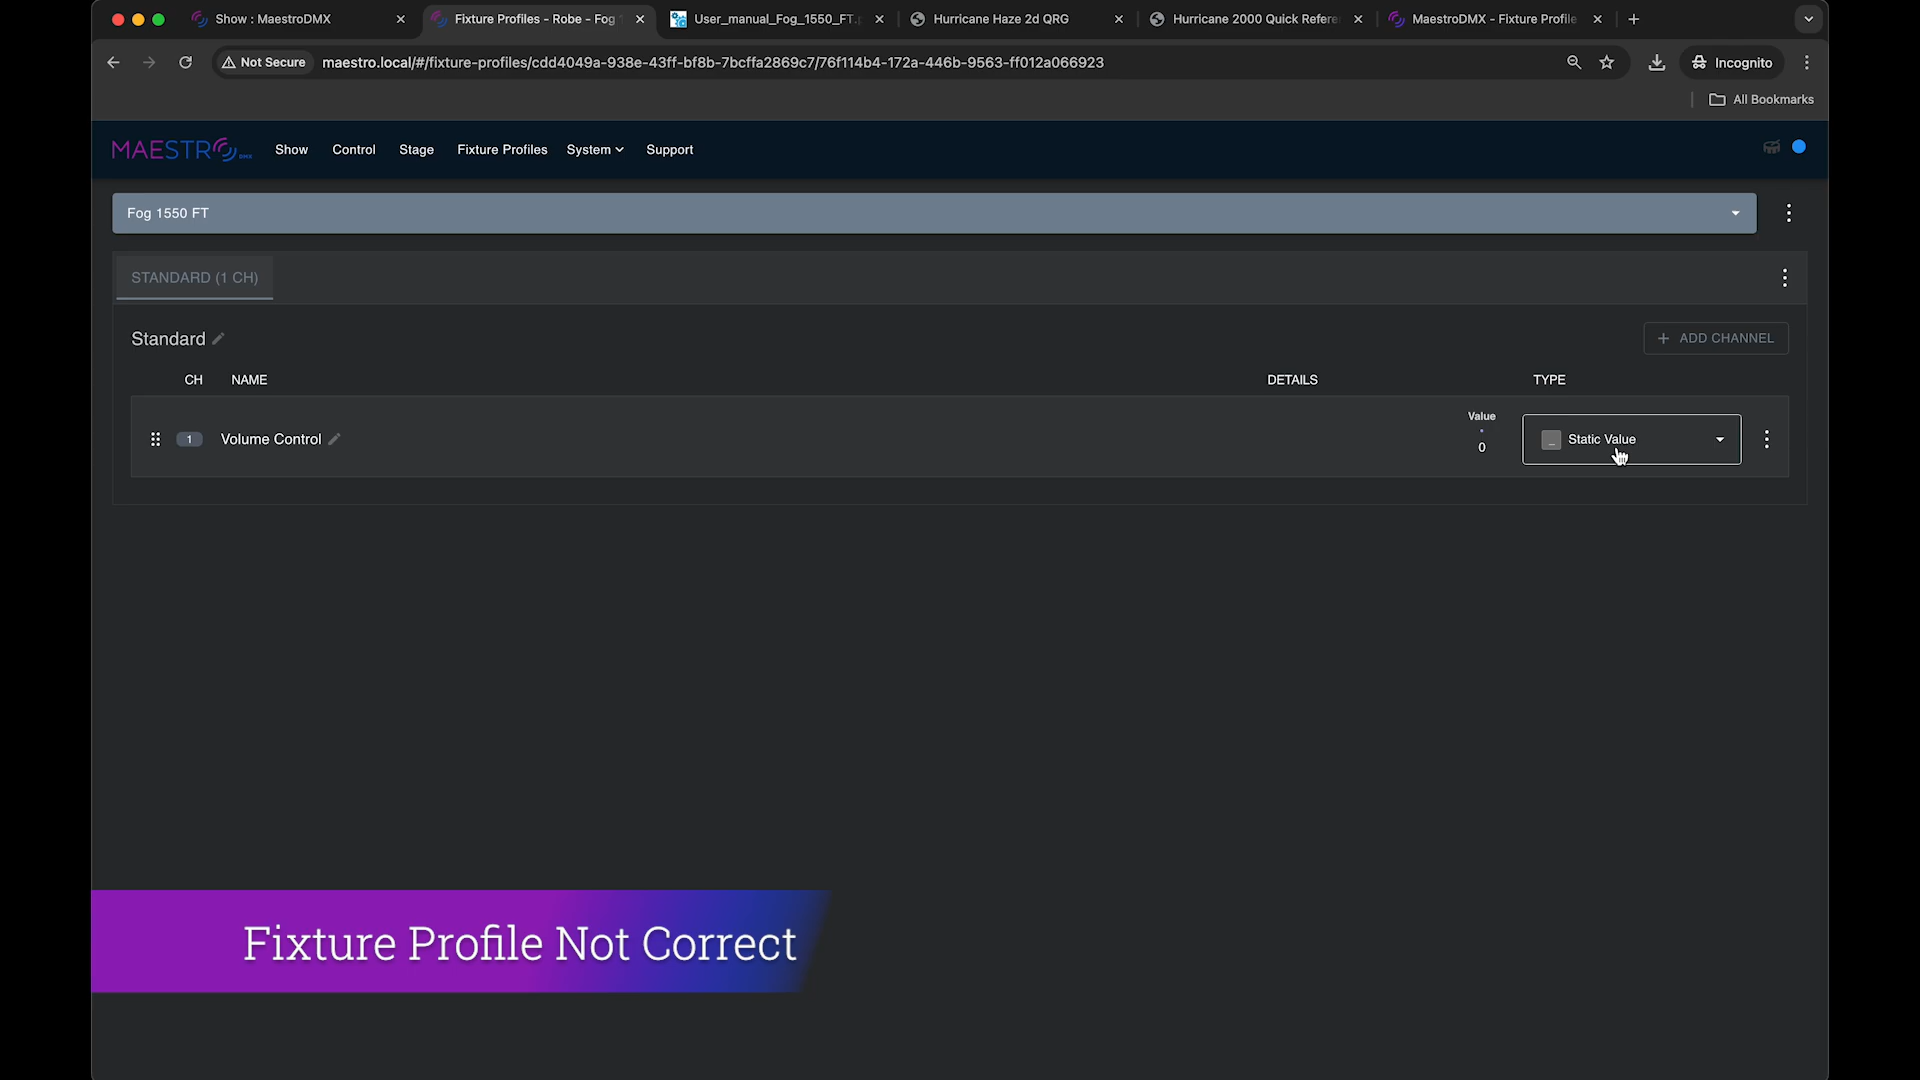 Show : MaestroDMX
Fixture Profiles - Robe - Fog
User_manual_Fog_1550_FT.
Hurricane Haze 2d QRG
Hurricane 2000 Quick Refere
MaestroDMX - Fixture Profile
Not Secure
maestro.local/#/fixture-profiles/cdd4049a-938e-43ff-bf8b-7bcffa2869c7/76f114b4-172a-446b-9563-ff012a066923
Incognito
All Bookmarks
MAESTRO DMX
Show
Control
Stage
Fixture Profiles
System
Support
Fog 1550 FT
STANDARD (1 CH)
Standard
+ ADD CHANNEL
CH
NAME
DETAILS
TYPE
1
Volume Control
Value
0
Static Value
Fixture Profile Not Correct